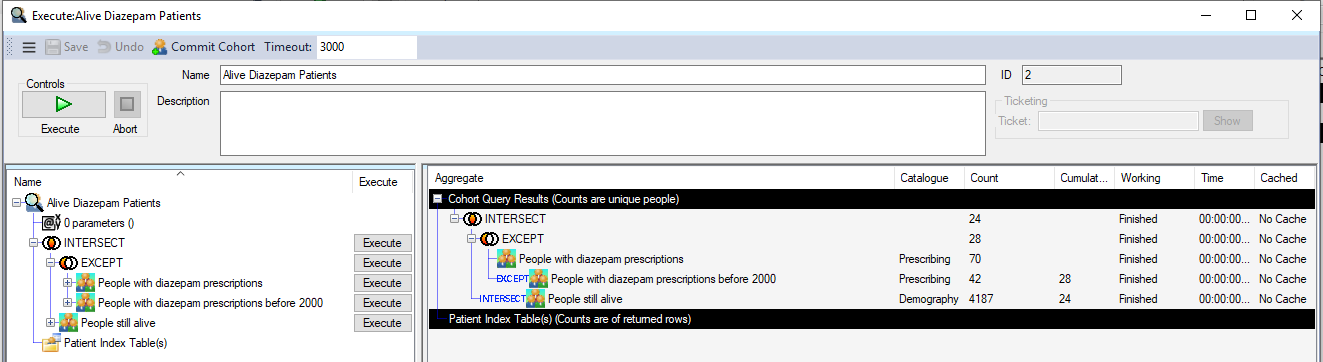 Execute:Alive Diazepam Patients
Save Undo Commit Cohort Timeout: 3000
Controls
Execute Abort
Name Alive Diazepam Patients ID 2
Description
Ticketing
Ticket: Show
Name Execute
Alive Diazepam Patients
0 parameters ()
INTERSECT Execute
EXCEPT Execute
People with diazepam prescriptions Execute
People with diazepam prescriptions before 2000 Execute
People still alive Execute
Patient Index Table(s)
Aggregate Catalogue Count Cumulat... Working Time Cached
Cohort Query Results (Counts are unique people)
INTERSECT 24 Finished 00:00:00... No Cache
EXCEPT 28 Finished 00:00:00... No Cache
People with diazepam prescriptions Prescribing 70 Finished 00:00:00... No Cache
EXCEPT People with diazepam prescriptions before 2000 Prescribing 42 28 Finished 00:00:00... No Cache
INTERSECT People still alive Demography 4187 24 Finished 00:00:00... No Cache
Patient Index Table(s) (Counts are of returned rows)